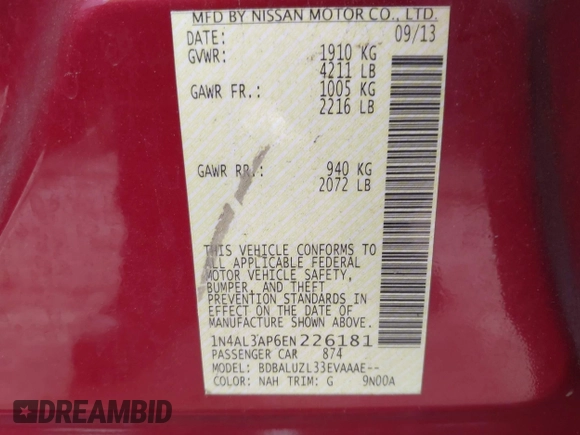 MFD BY NISSAN MOTOR CO., LTD.
DATE: 09/13
GVWR: 1910 KG
4211 LB
GAWR FR.: 1005 KG
2216 LB
GAWR RR.: 940 KG
2072 LB
THIS VEHICLE CONFORMS TO
ALL APPLICABLE FEDERAL
MOTOR VEHICLE SAFETY,
BUMPER, AND THEFT
PREVENTION STANDARDS IN
EFFECT ON THE DATE OF
MANUFACTURE SHOWN ABOVE.
1N4AL3AP6EN226181
PASSENGER CAR 874
MODEL: BDBALUZL33EVAAAE--
COLOR: NAH TRIM: G 9N00A
DREAMBID